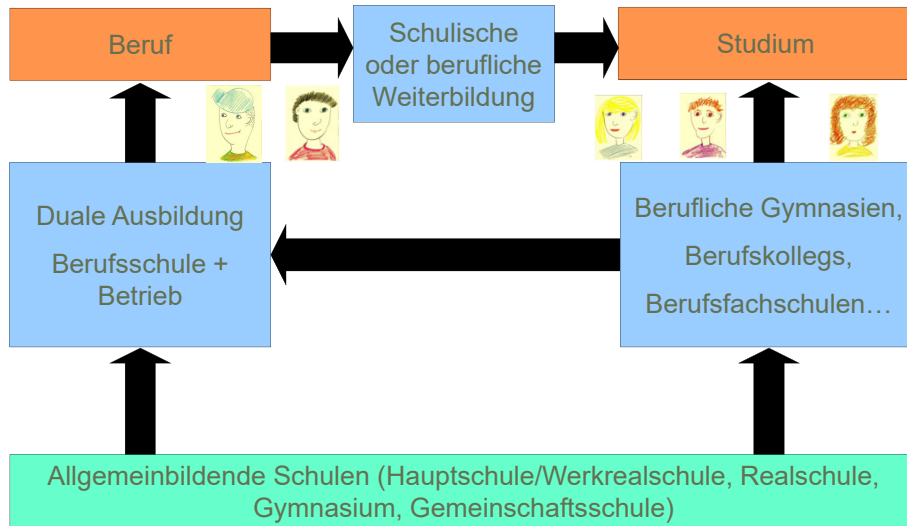 Beruf
Schulische
oder berufliche
Weiterbildung
Studium
Duale Ausbildung
Berufsschule +
Betrieb
Berufliche Gymnasien,
Berufskollegs,
Berufsfachschulen…
Allgemeinbildende Schulen (Hauptschule/Werkrealschule, Realschule,
Gymnasium, Gemeinschaftsschule)